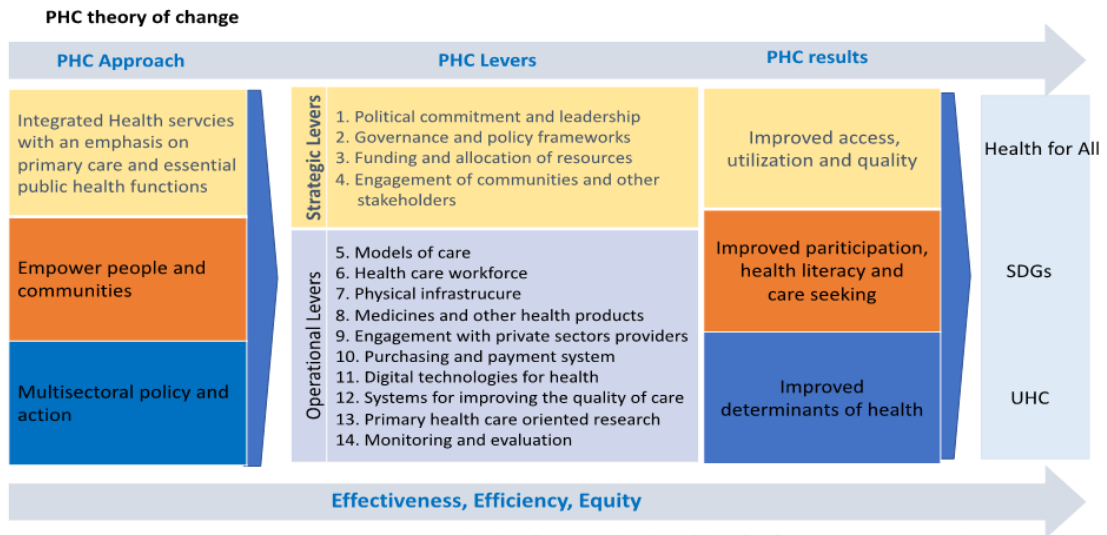 PHC theory of change
PHC Approach
PHC Levers
PHC results
Integrated Health servcies
with an emphasis on
primary care and essential
public health functions
Empower people and
communities
Multisectoral policy and
action
Strategic Levers
1. Political commitment and leadership
2. Governance and policy frameworks
3. Funding and allocation of resources
4. Engagement of communities and other
stakeholders
Operational Levers
5. Models of care
6. Health care workforce
7. Physical infrastrucure
8. Medicines and other health products
9. Engagement with private sectors providers
10. Purchasing and payment system
11. Digital technologies for health
12. Systems for improving the quality of care
13. Primary health care oriented research
14. Monitoring and evaluation
Improved access,
utilization and quality
Improved pariticipation,
health literacy and
care seeking
Improved
determinants of health
Health for All
SDGs
UHC
Effectiveness, Efficiency, Equity